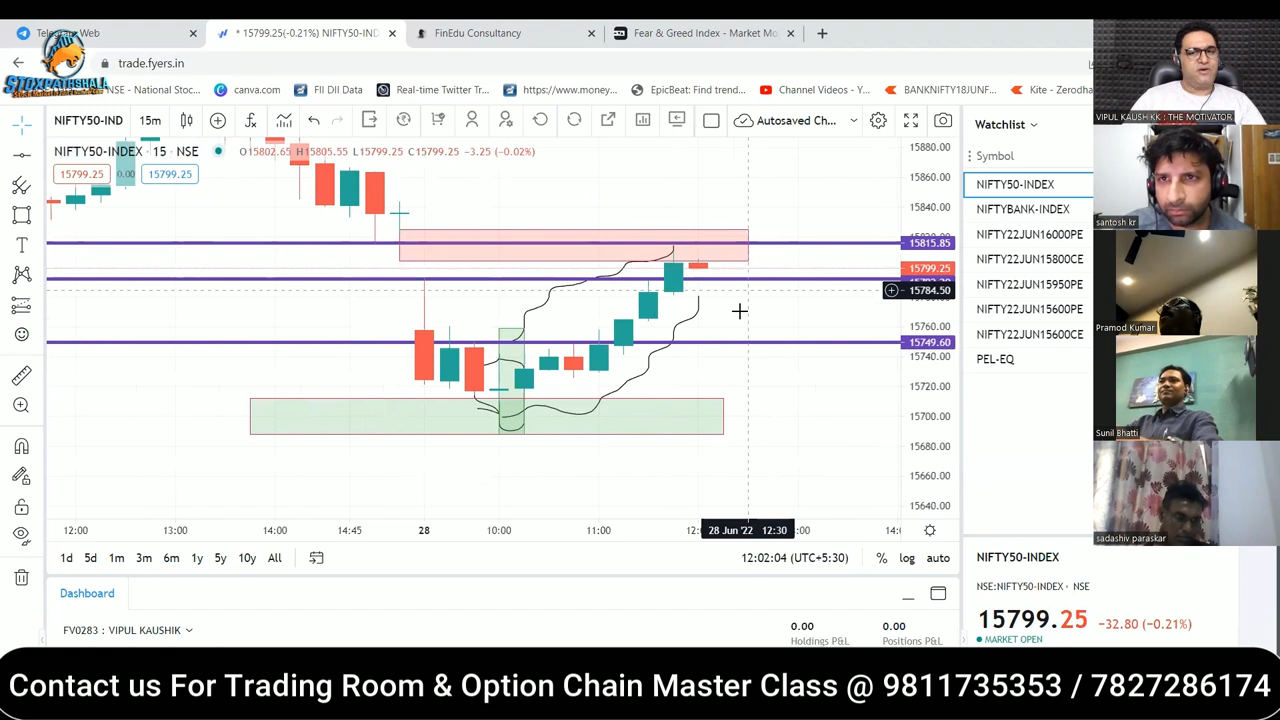 Telegram Web
* 15799.25(-0.21%) NIFTY50-IND
FinEdu Consultancy
Fear & Greed Index - Market Mo
trade.fyers.in
STOXPATHSHALA
NSE - National Stoc...
canva.com
FII DII Data
Real-time Twitter Tr...
https://www.money...
EpicBeat: Find trend...
Channel Videos - Y...
BANKNIFTY18JUNF...
Kite - Zerodha
NIFTY50-IND
15m
Autosaved Ch...
NIFTY50-INDEX · 15 · NSE
O15802.65 H15805.55 L15799.25 C15799.25 −3.25 (−0.02%)
15799.25
0.00
15799.25
15880.00
15860.00
15840.00
15815.85
15799.25
15784.50
15760.00
15749.60
15740.00
15720.00
15700.00
15680.00
15660.00
15640.00
12:00
13:00
14:00
14:45
28
10:00
11:00
28 Jun '22 12:30
1d
5d
1m
3m
6m
1y
5y
10y
All
12:02:04 (UTC+5:30)
%
log
auto
Dashboard
FV0283 : VIPUL KAUSHIK
0.00
Holdings P&L
0.00
Positions P&L
Watchlist
Symbol
NIFTY50-INDEX
NIFTYBANK-INDEX
NIFTY22JUN16000PE
NIFTY22JUN15800CE
NIFTY22JUN15950PE
NIFTY22JUN15600PE
NIFTY22JUN15600CE
PEL-EQ
NIFTY50-INDEX
NSE:NIFTY50-INDEX · NSE
15799.25 −32.80 (−0.21%)
MARKET OPEN
VIPUL KAUSH KK : THE MOTIVATOR
santosh kr
Pramod Kumar
Sunil Bhatti
sadashiv paraskar
Contact us For Trading Room & Option Chain Master Class @ 9811735353 / 7827286174